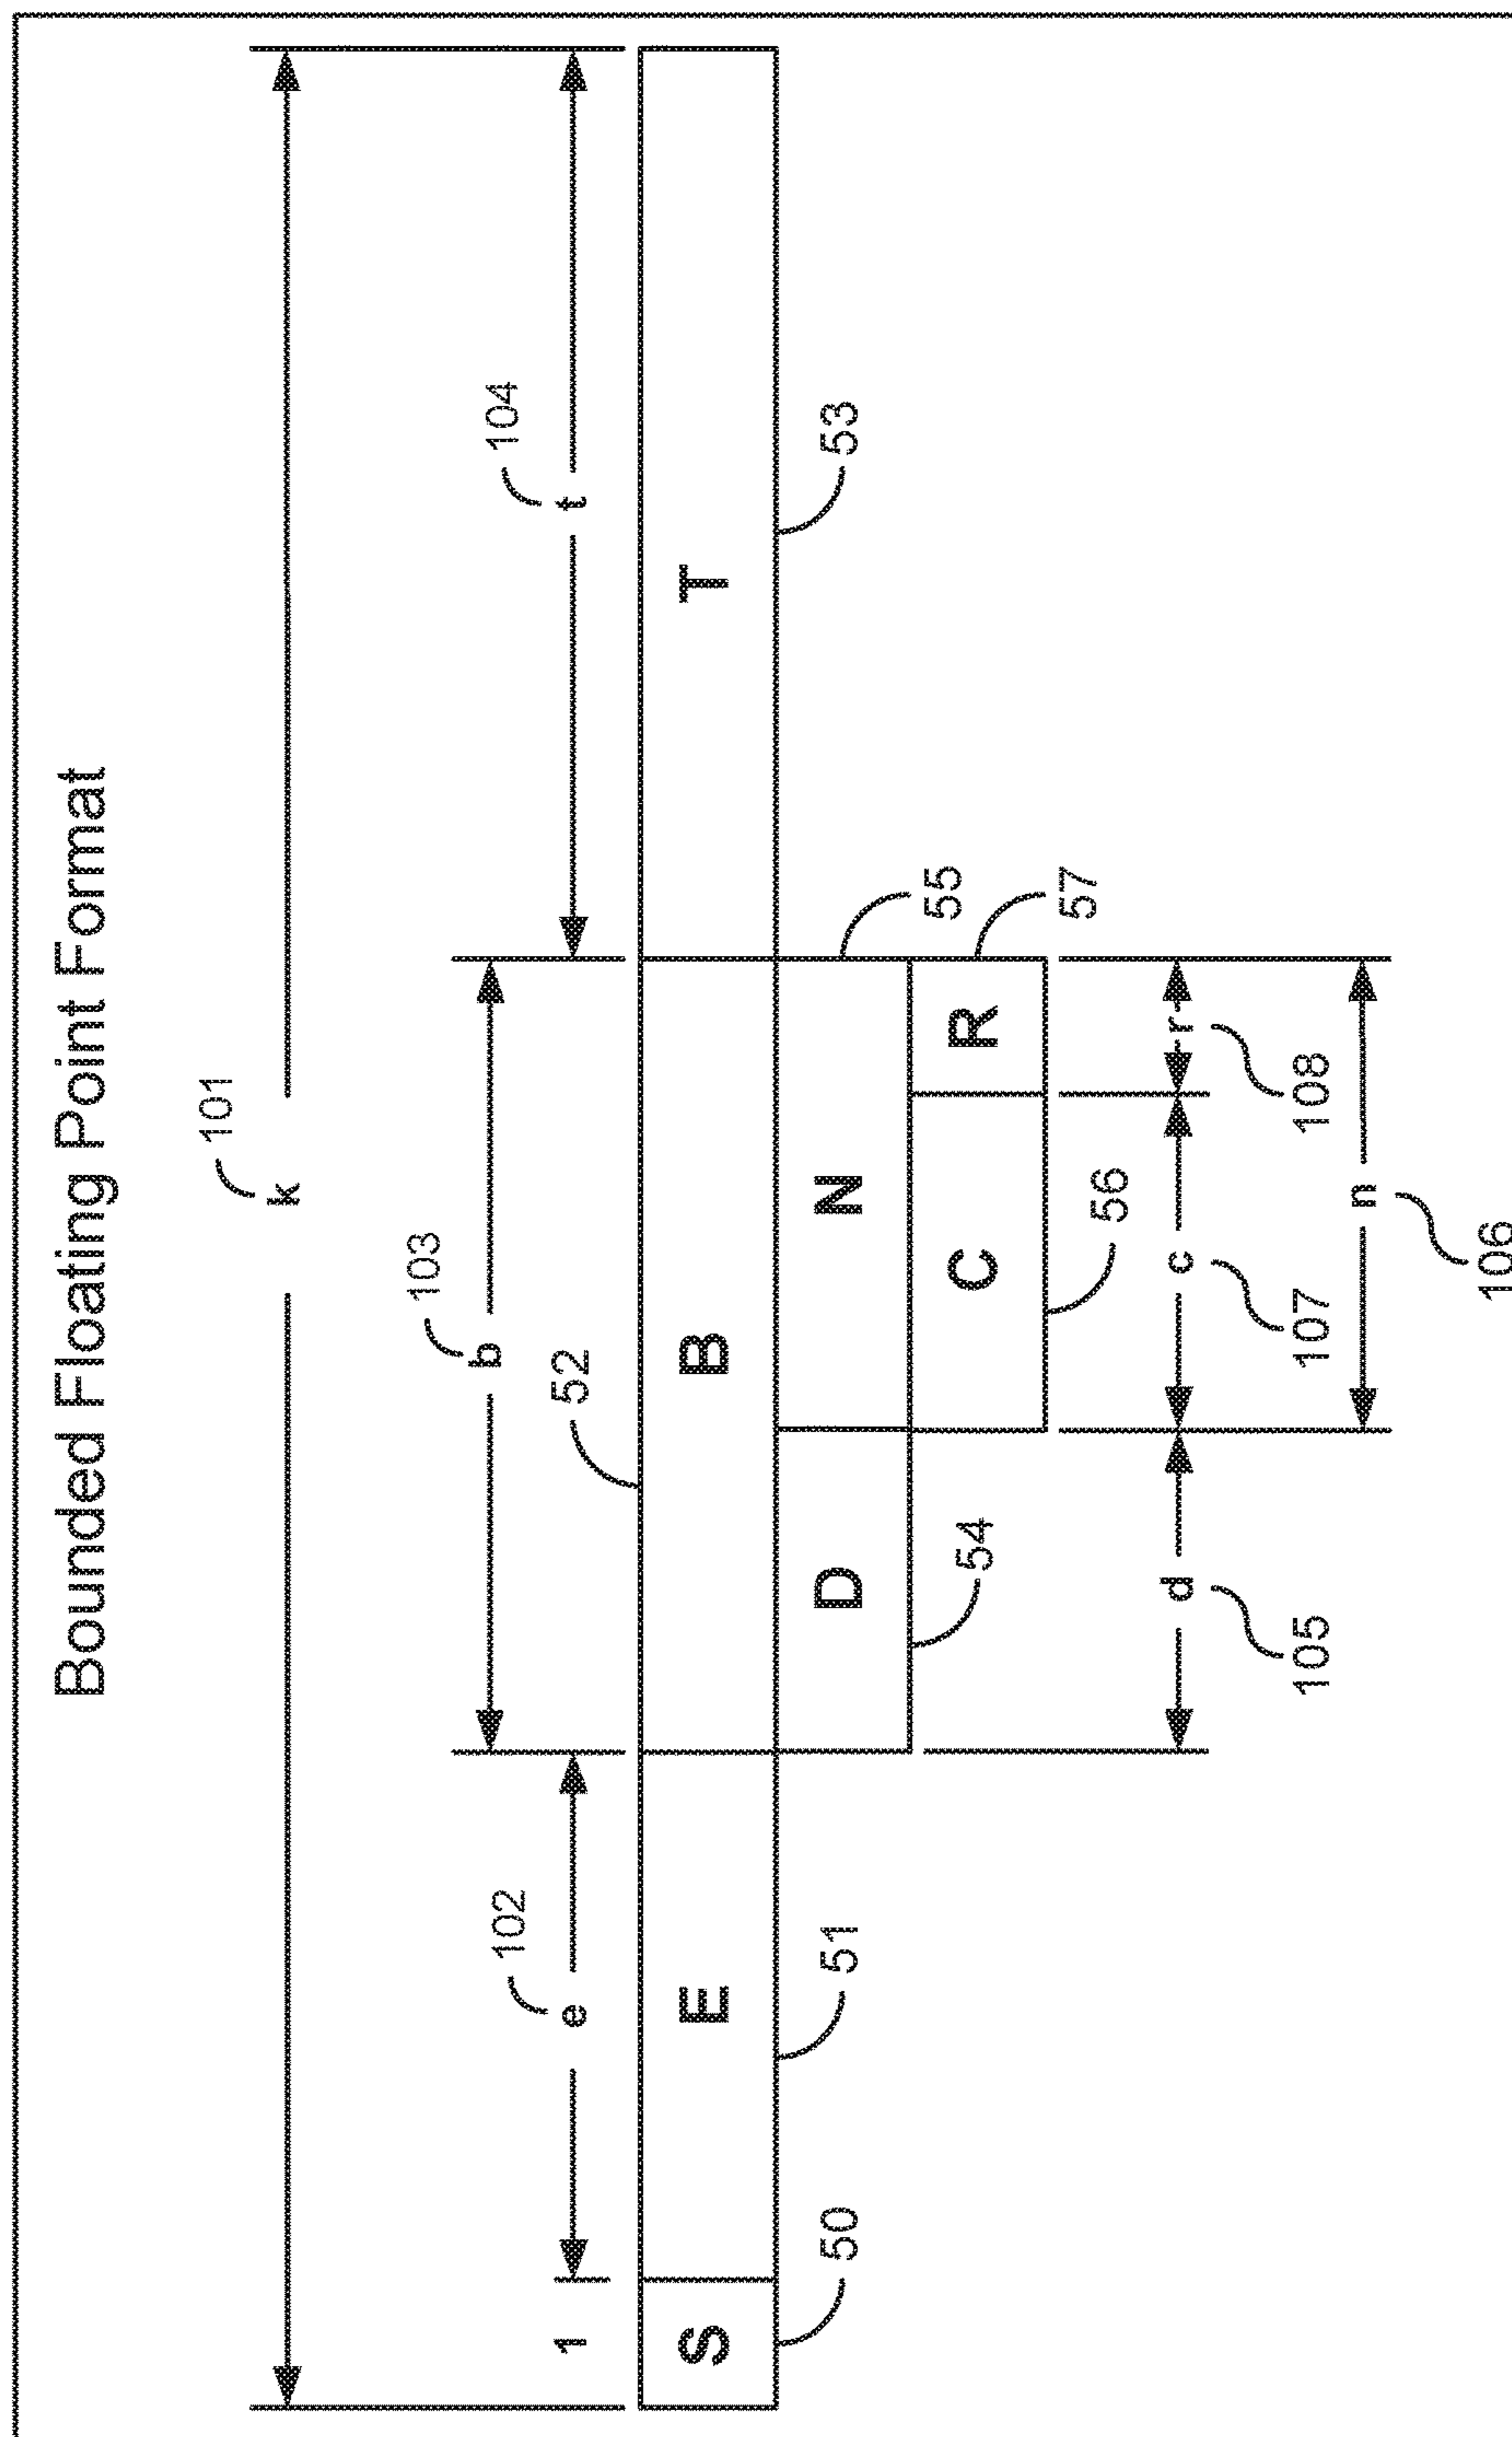 Bounded Floating Point Format
101
k
103
b
102
104
1
e
t
52
S
E
B
T
50
51
53
D
N
55
54
C
R
57
56
d
c
r
105
107
108
n
106